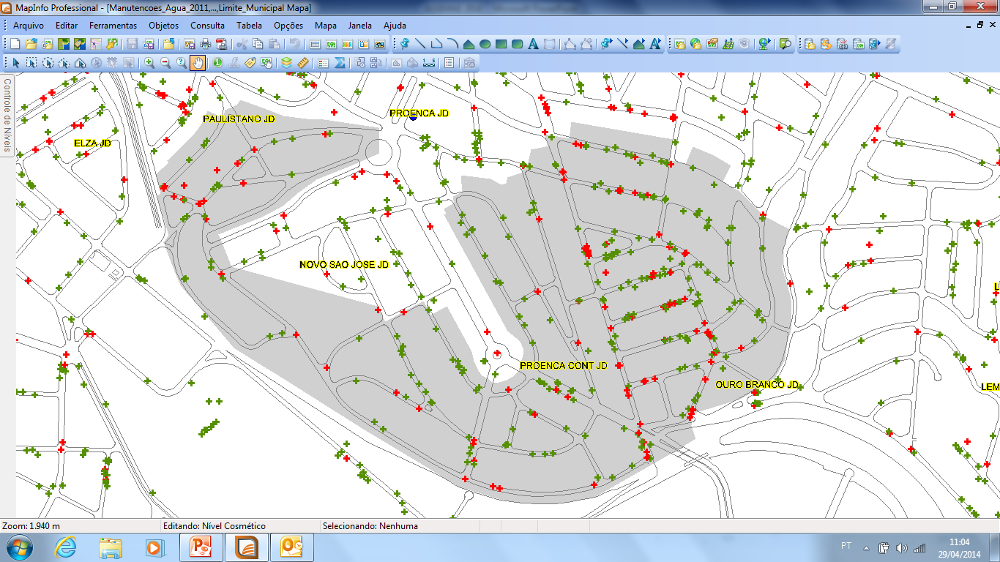 MapInfo Professional - [Manutencoes_Agua_2011,...,Limite_Municipal Mapa]
Arquivo Editar Ferramentas Objetos Consulta Tabela Opções Mapa Janela Ajuda
Controle de Níveis
PAULISTANO JD
PROENCA JD
ELZA JD
NOVO SAO JOSE JD
PROENCA CONT JD
OURO BRANCO JD
LEM
Zoom: 1.940 m
Editando: Nível Cosmético
Selecionando: Nenhuma
PT
11:04
29/04/2014